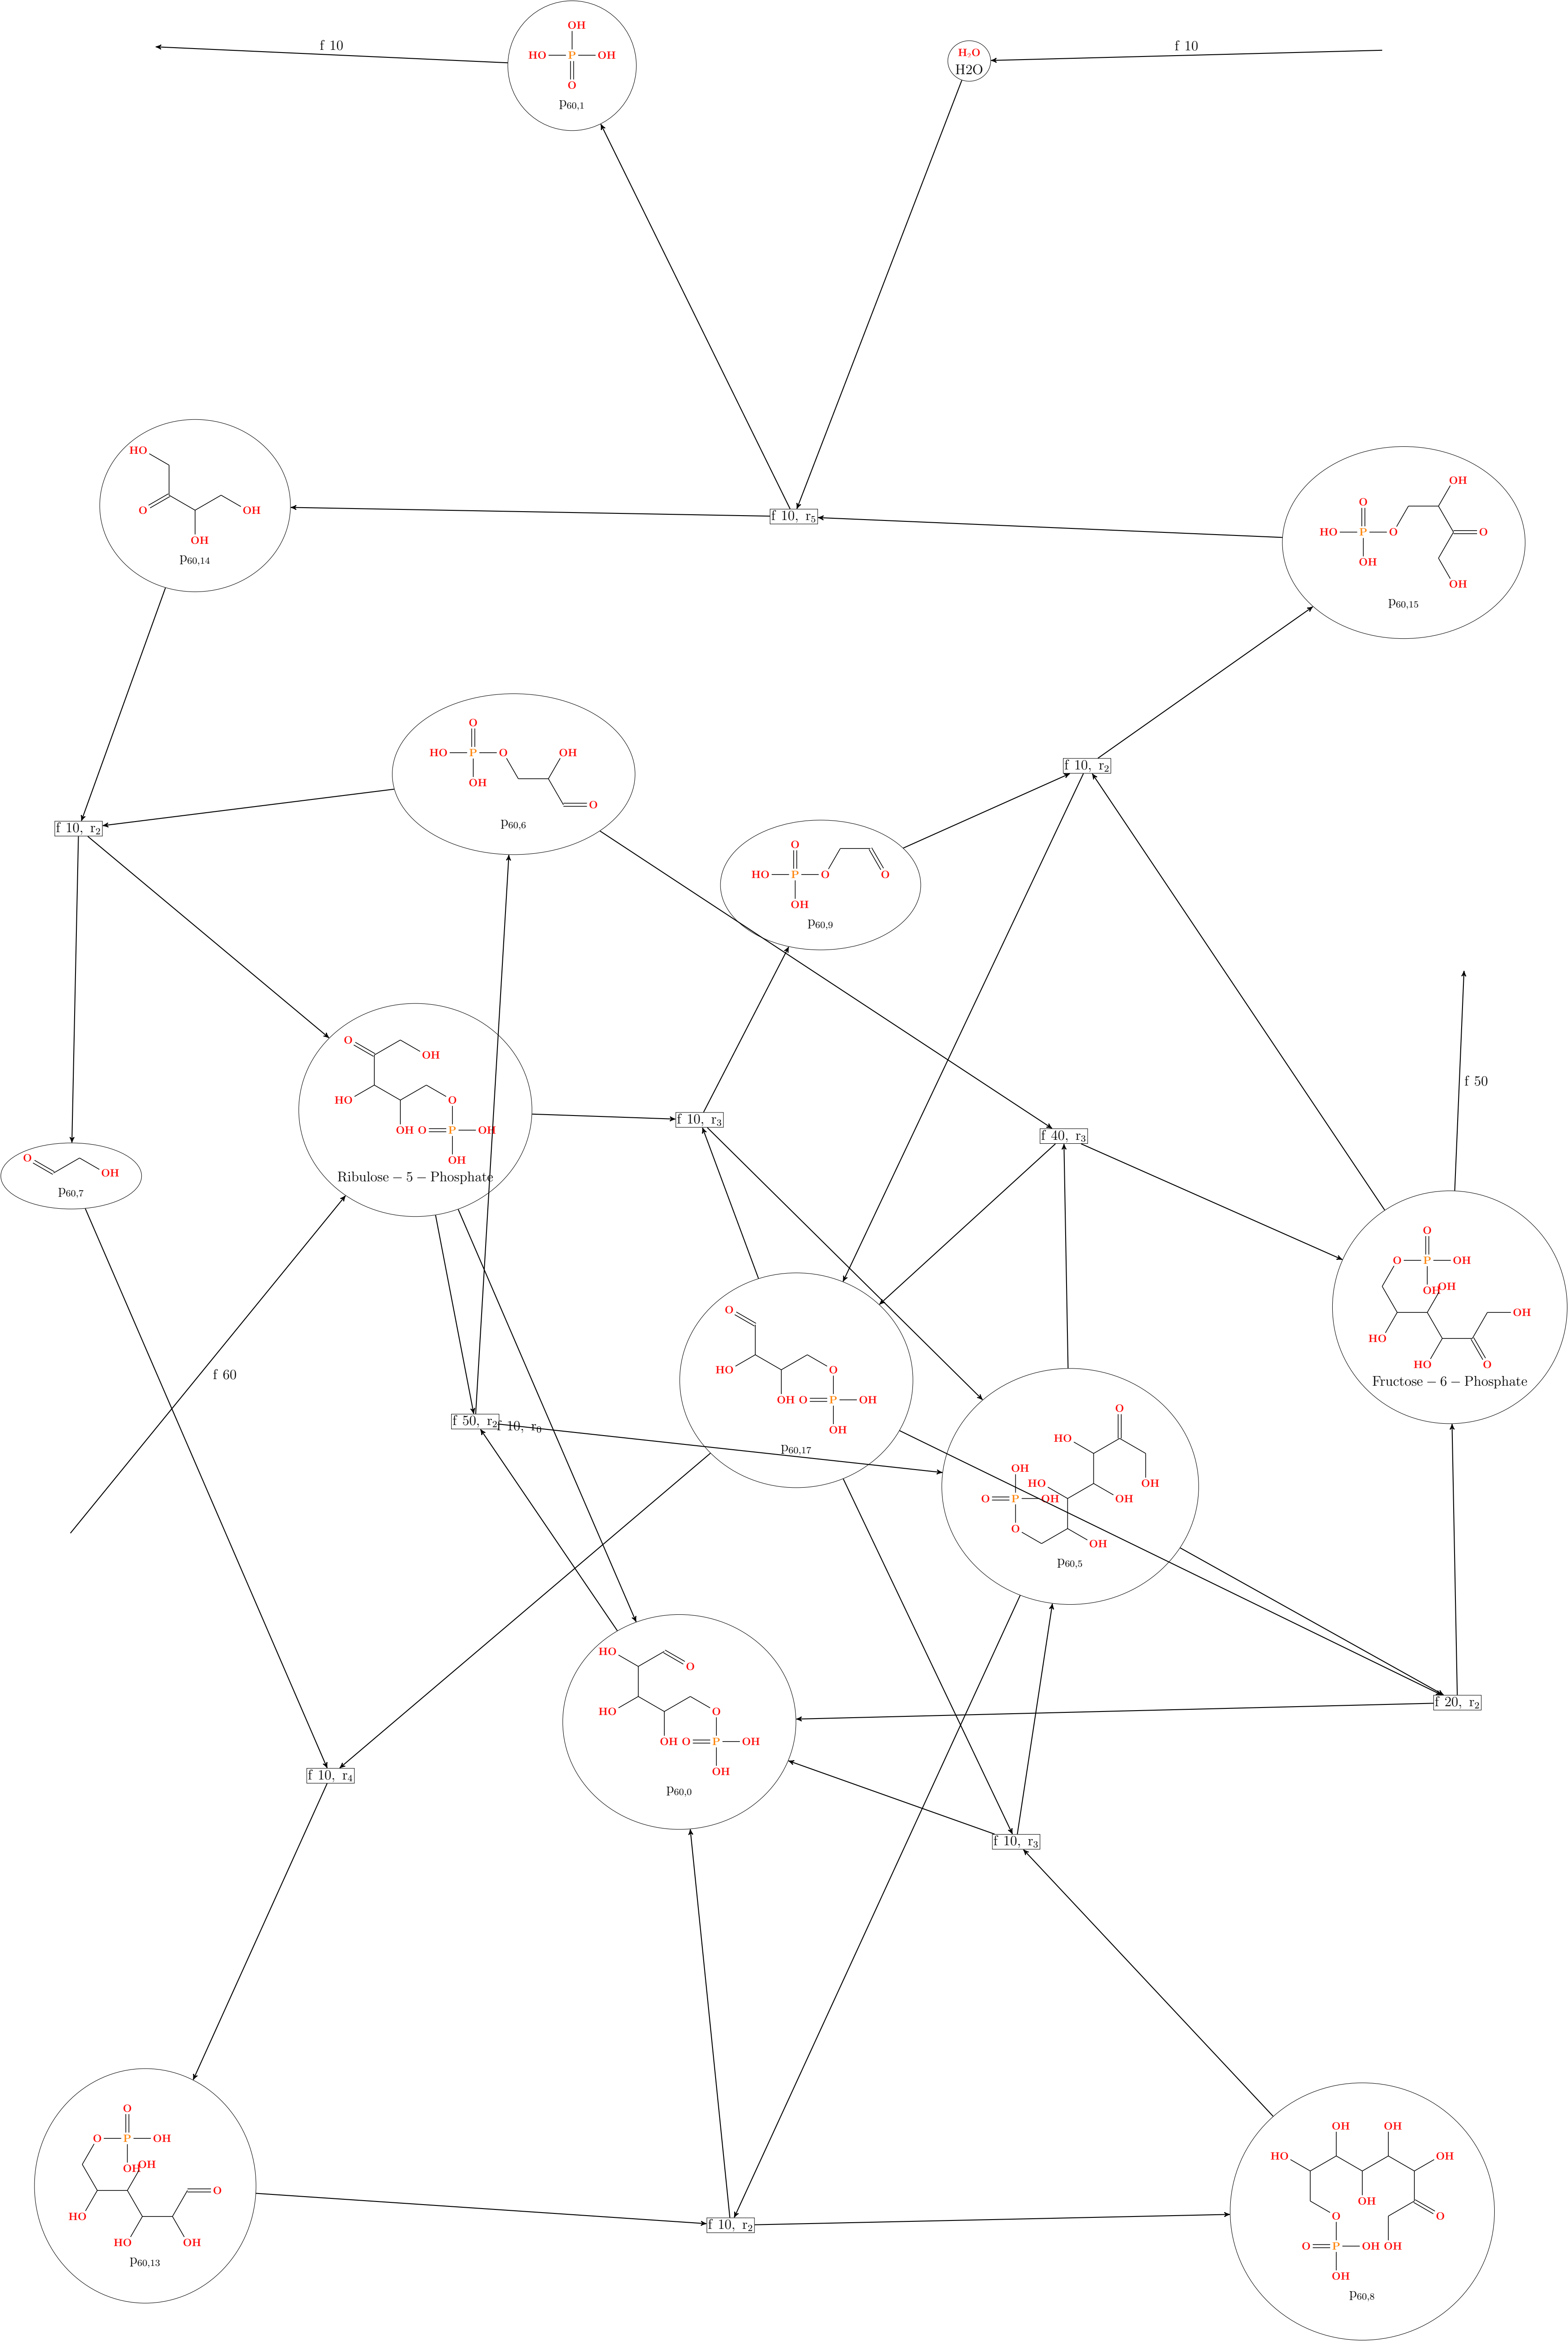 OH
f 10
f 10
H₂O
HO P OH
H2O
O
p60,1
HO
OH
O
O OH
f 10, r5
HO P O O
OH
OH
p60,14
OH
p60,15
O
HO P O OH
f 10, r2
OH
O
p60,6
f 10, r2
O
HO P O O
OH
p60,9
O
OH
f 50
HO O
f 10, r3
OH O P OH
f 40, r3
O
OH
OH
Ribulose – 5 – Phosphate
p60,7
O
O P OH
OH OH
O
OH
HO
HO O
f 60
HO O
Fructose – 6 – Phosphate
OH O P OH
O
f 50, r2 f 10, r0
OH
HO
p60,17
OH
HO OH
O P OH OH
O
OH
p60,5
HO
O
f 20, r2
HO O
OH O P OH
OH
f 10, r4
p60,0
f 10, r3
O
OH OH
O P OH
HO OH
OH OH
O
OH
HO
O
HO OH
f 10, r2
O P OH OH
p60,13
OH
p60,8